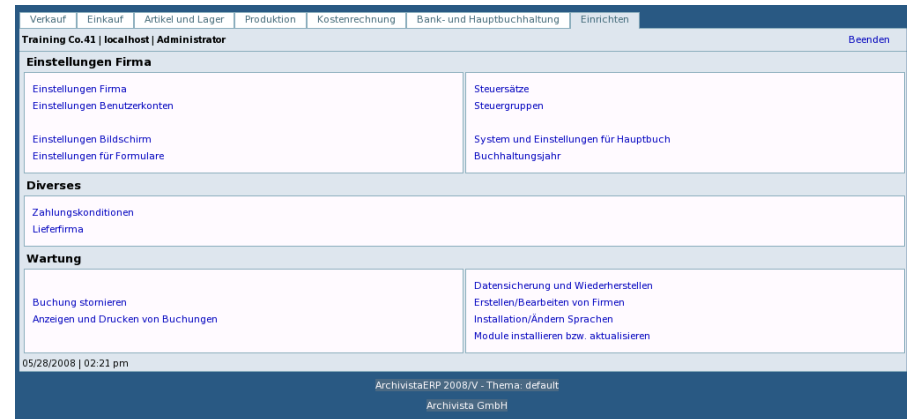 Verkauf Einkauf Artikel und Lager Produktion Kostenrechnung Bank- und Hauptbuchhaltung Einrichten
Training Co.41 | localhost | Administrator Beenden
Einstellungen Firma
Einstellungen Firma Steuersätze
Einstellungen Benutzerkonten Steuergruppen
Einstellungen Bildschirm System und Einstellungen für Hauptbuch
Einstellungen für Formulare Buchhaltungsjahr
Diverses
Zahlungskonditionen
Lieferfirma
Wartung
Datensicherung und Wiederherstellen
Buchung stornieren Erstellen/Bearbeiten von Firmen
Anzeigen und Drucken von Buchungen Installation/Ändern Sprachen
Module installieren bzw. aktualisieren
05/28/2008 | 02:21 pm
ArchivistaERP 2008/V - Thema: default
Archivista GmbH